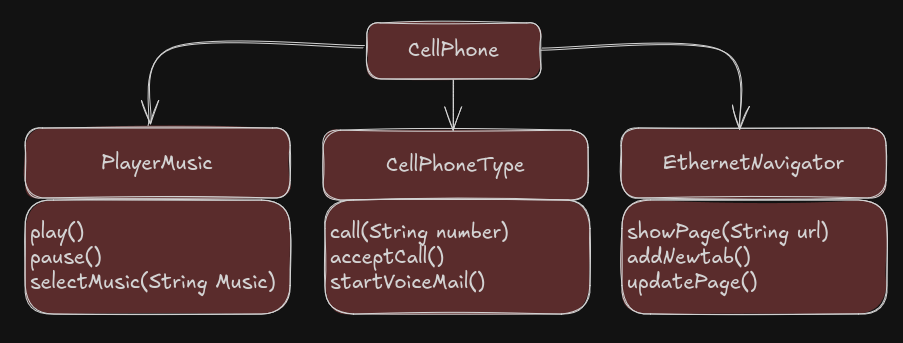 CellPhone
PlayerMusic
play()
pause()
selectMusic(String Music)
CellPhoneType
call(String number)
acceptCall()
startVoiceMail()
EthernetNavigator
showPage(String url)
addNewtab()
updatePage()